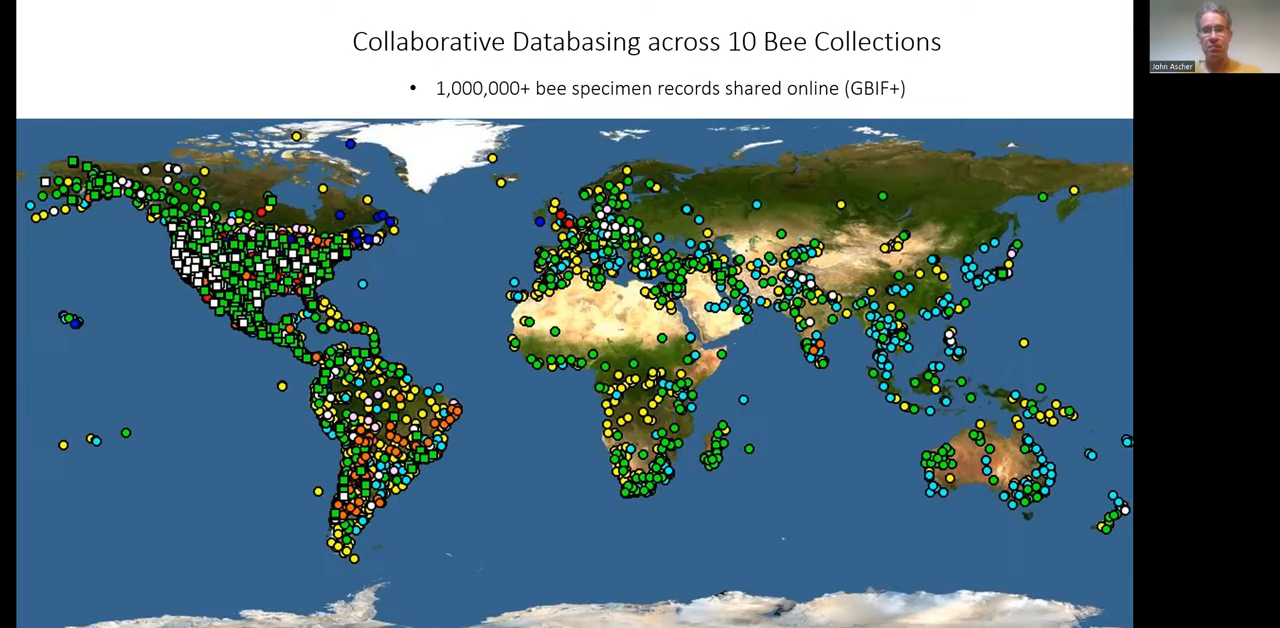 Collaborative Databasing across 10 Bee Collections
• 1,000,000+ bee specimen records shared online (GBIF+)
John Ascher